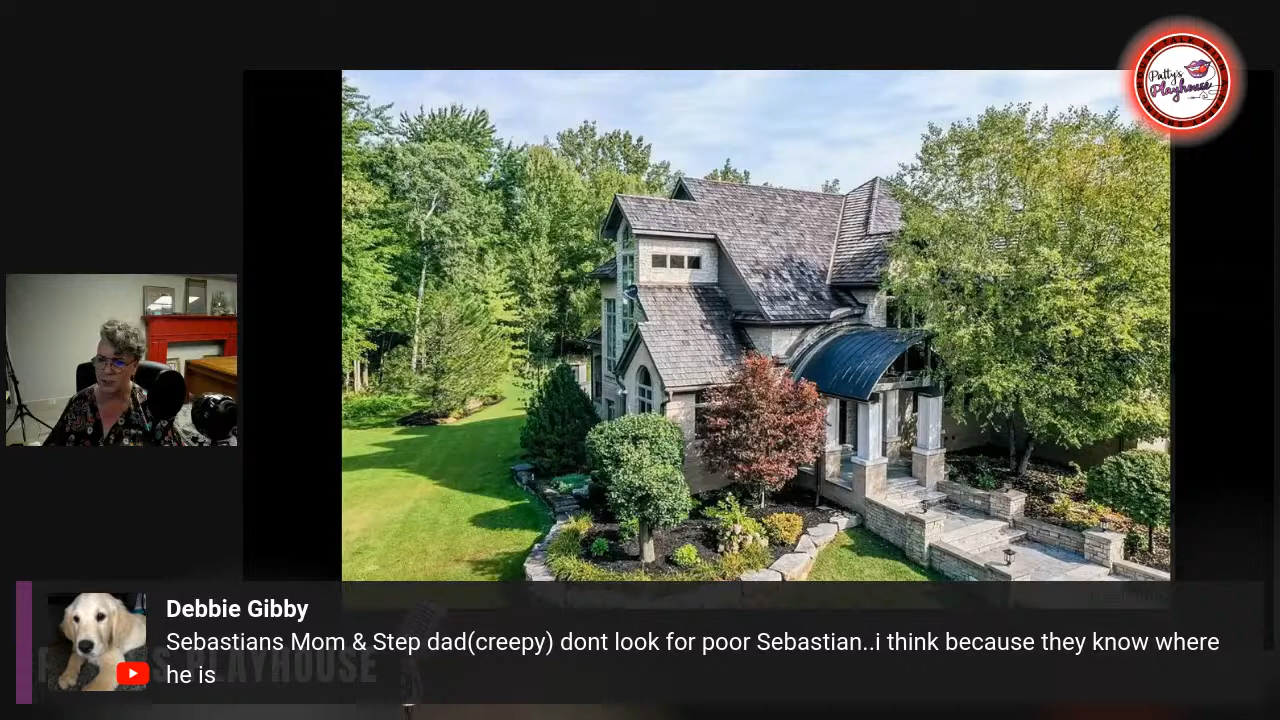 Patty's
Playhouse
Debbie Gibby
Sebastians Mom & Step dad(creepy) dont look for poor Sebastian..i think because they know where
he is
PLAYHOUSE